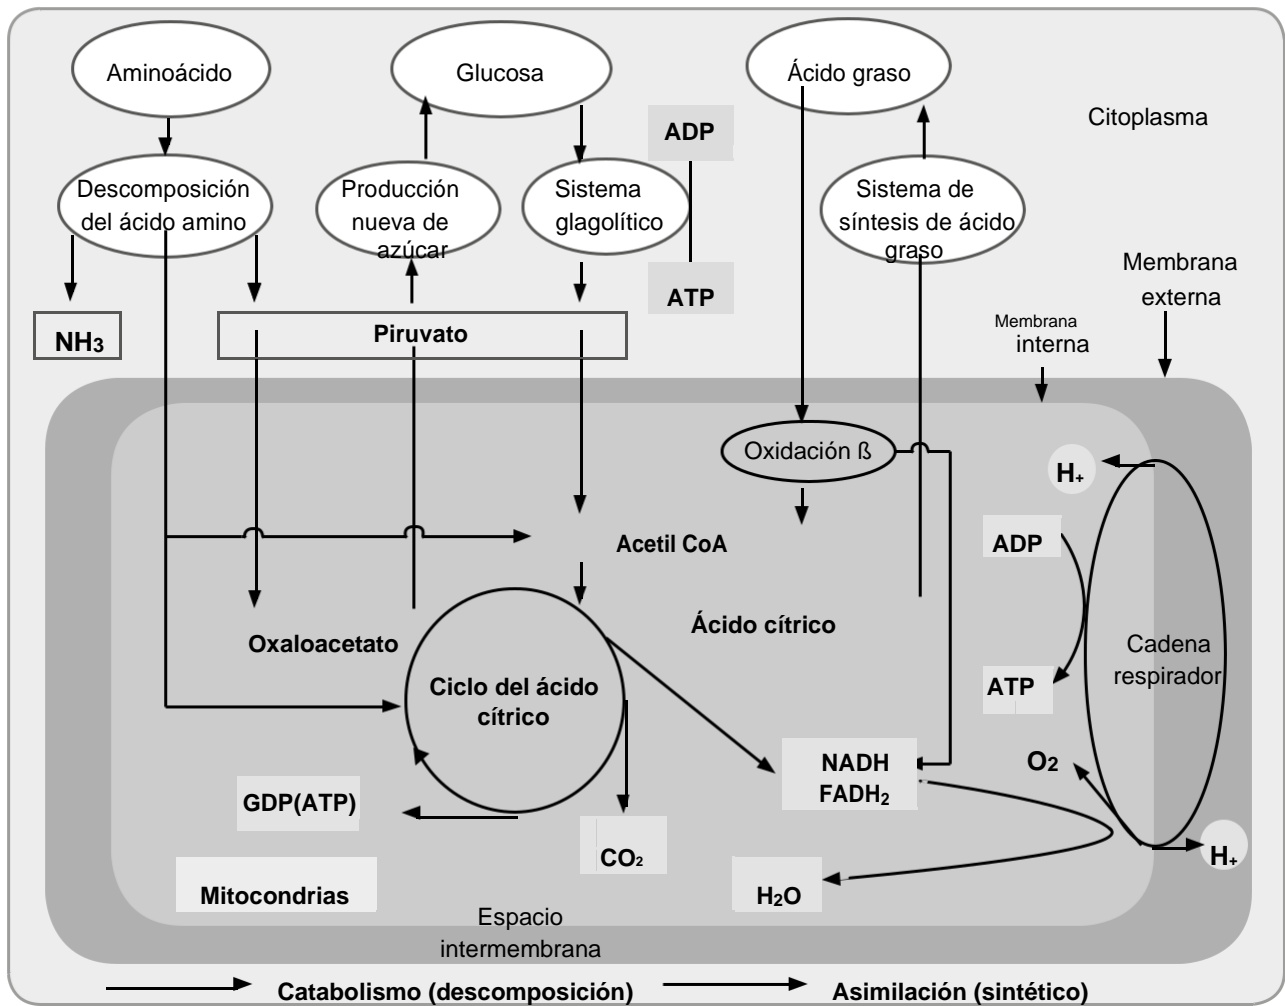 Aminoácido
Glucosa
Ácido graso
Citoplasma
ADP
Descomposición
del ácido amino
Producción
nueva de
azúcar
Sistema
glagolítico
Sistema de
síntesis de ácido
graso
ATP
Membrana
externa
Membrana
interna
NH3
Piruvato
Oxidación ß
H+
ADP
Acetil CoA
Ácido cítrico
Oxaloacetato
Cadena
respirador
Ciclo del ácido
cítrico
ATP
NADH
FADH2
O2
GDP(ATP)
CO2
H+
Mitocondrias
H2O
Espacio
intermembrana
Catabolismo (descomposición)
Asimilación (sintético)